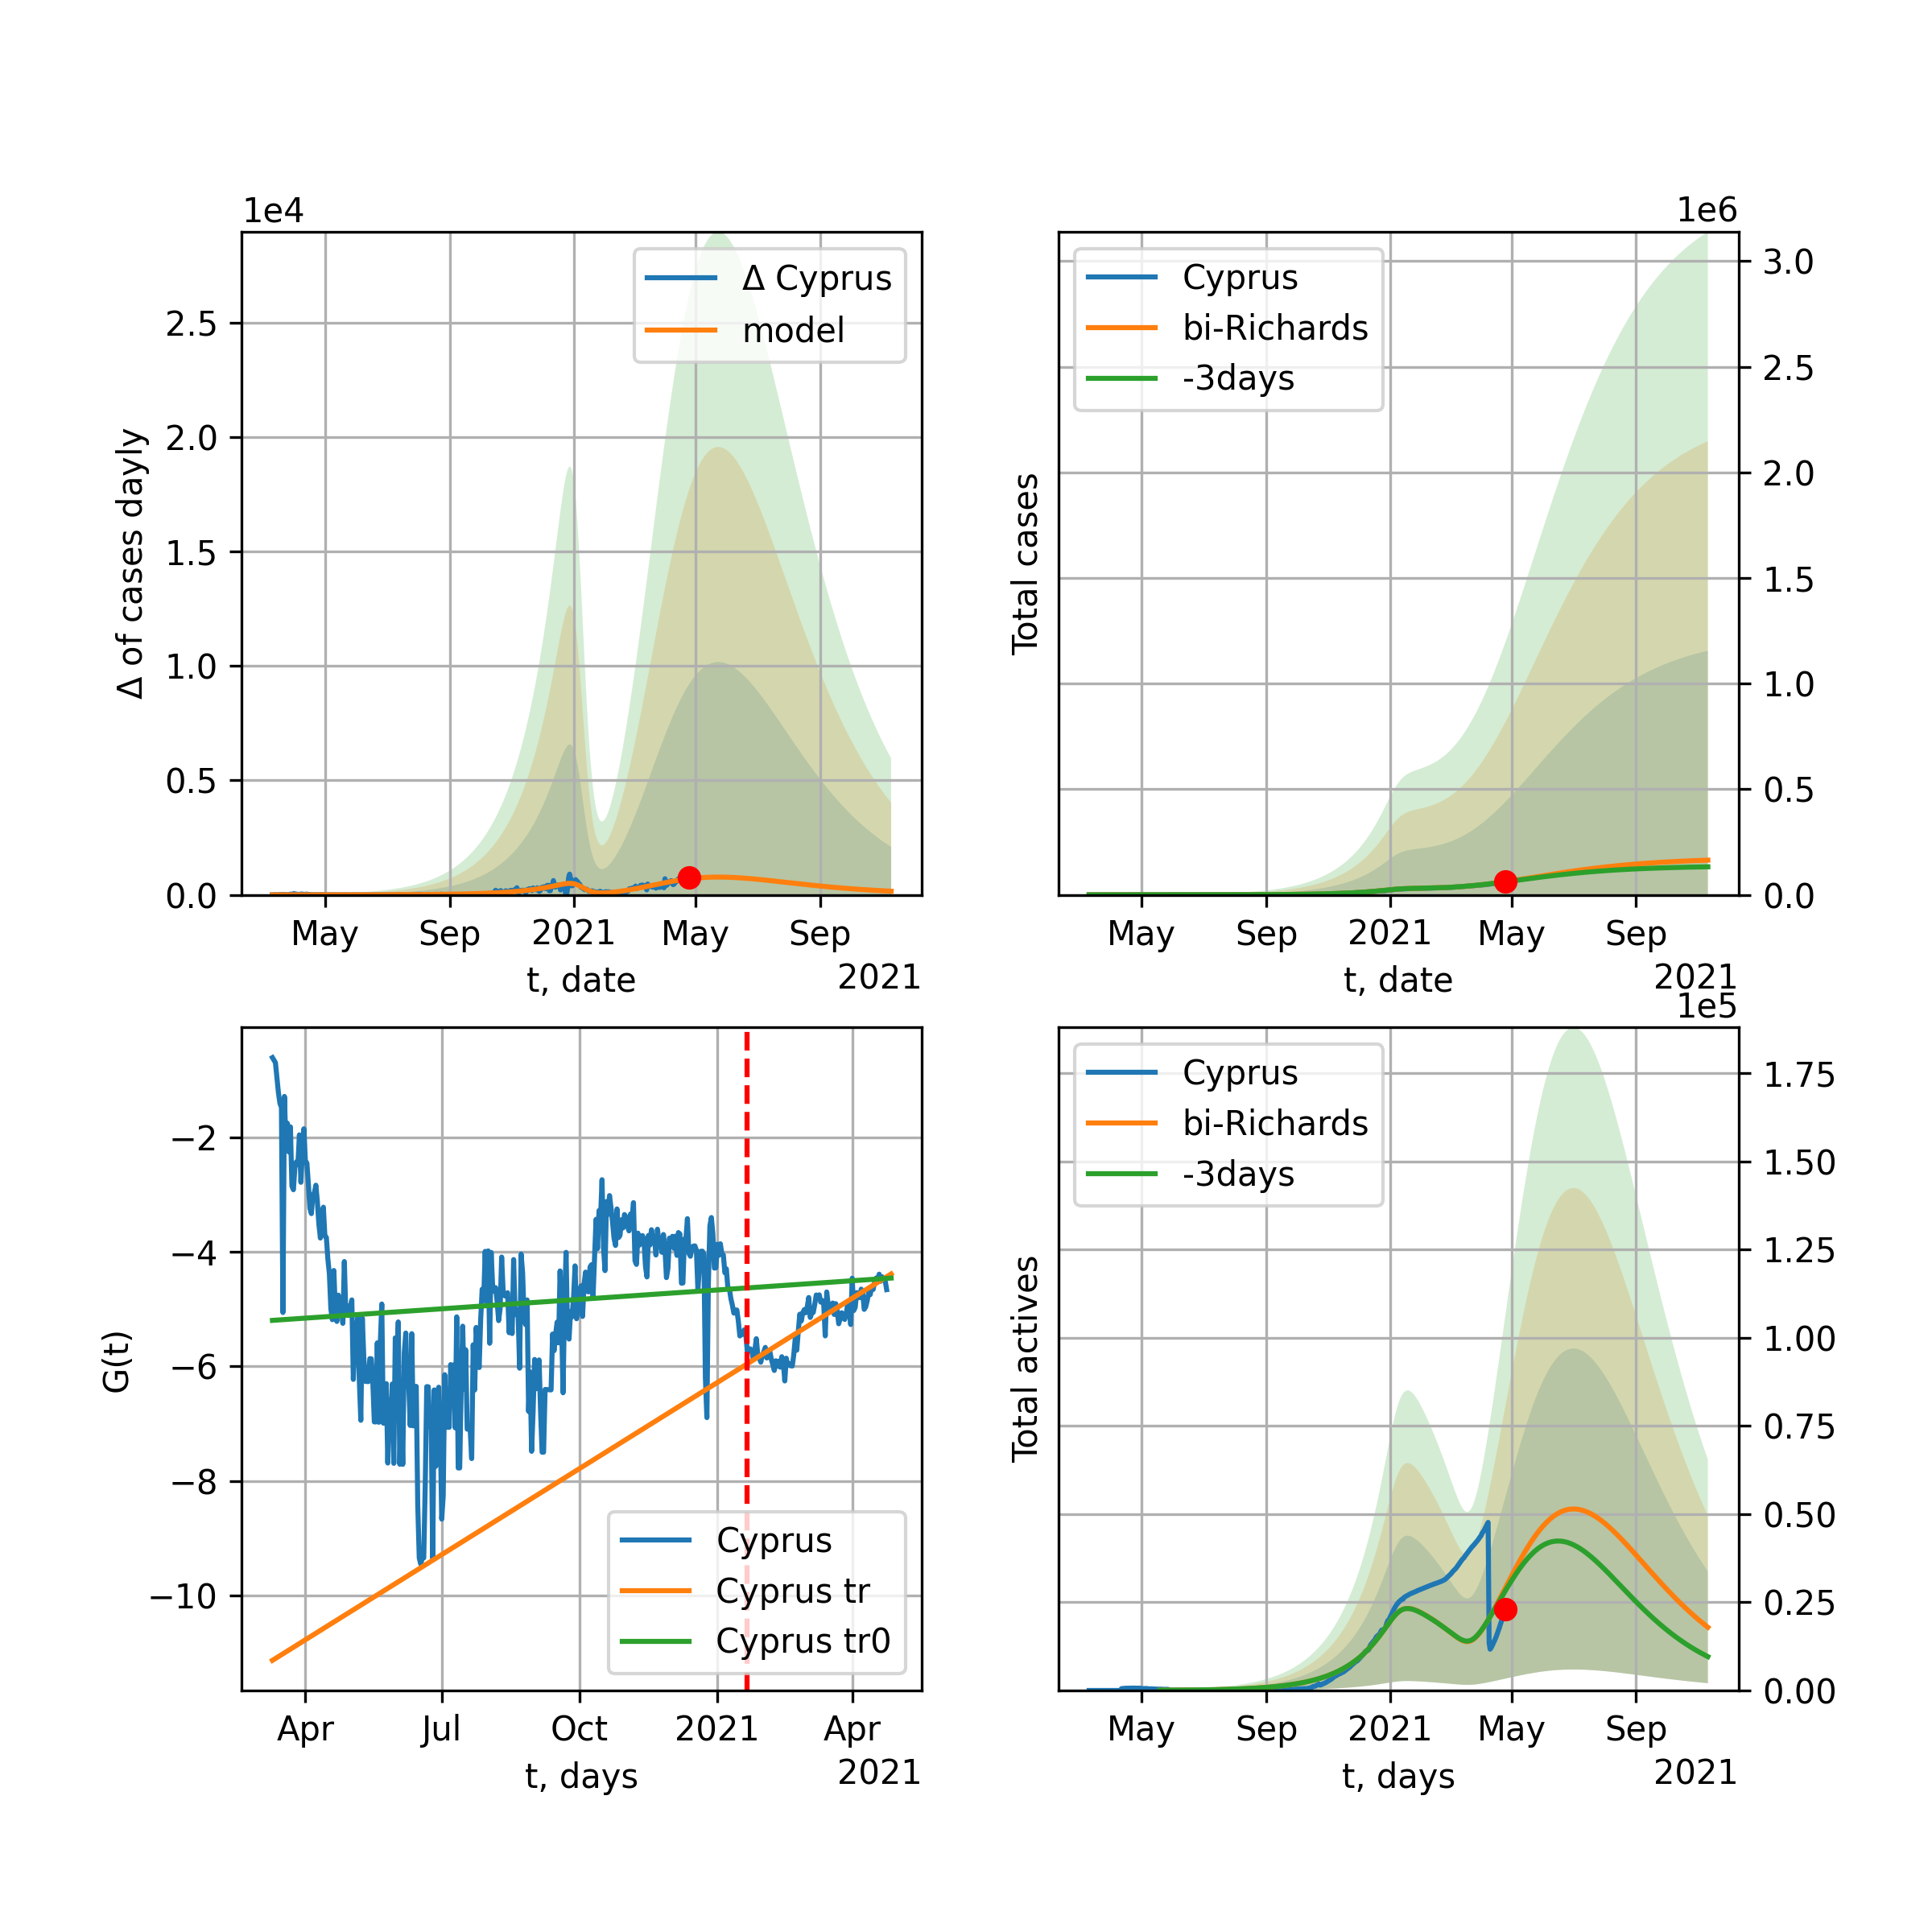 1e4
Δ of cases dayly
2.5
2.0
1.5
1.0
0.5
0.0
Δ Cyprus
model
May Sep 2021 May Sep
t, date
2021
1e6
Total cases
Cyprus
bi-Richards
-3days
3.0
2.5
2.0
1.5
1.0
0.5
0.0
May Sep 2021 May Sep
t, date
2021
G(t)
−2
−4
−6
−8
−10
Cyprus
Cyprus tr
Cyprus tr0
Apr Jul Oct 2021 Apr
t, days
2021
1e5
Total actives
Cyprus
bi-Richards
-3days
1.75
1.50
1.25
1.00
0.75
0.50
0.25
0.00
May Sep 2021 May Sep
t, days
2021